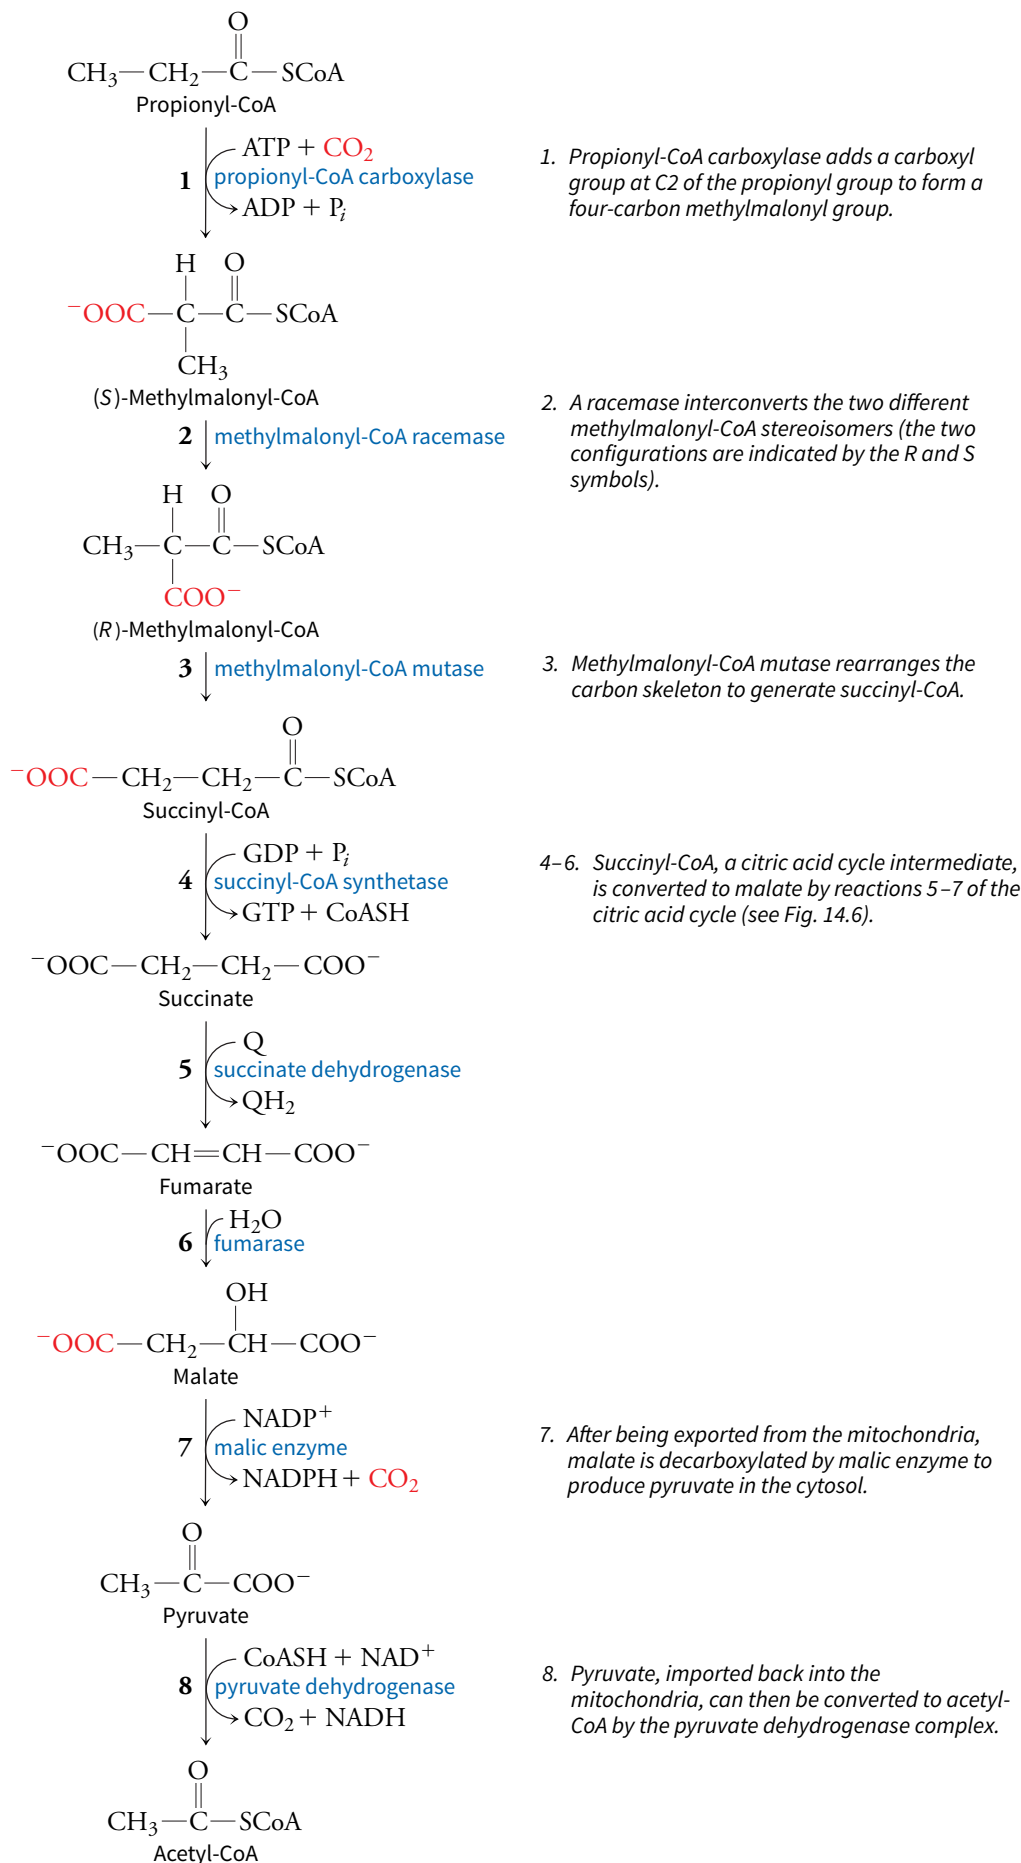 O
CH₃—CH₂—C—SCoA
Propionyl-CoA
ATP + CO₂
1 propionyl-CoA carboxylase
ADP + Pᵢ
1. Propionyl-CoA carboxylase adds a carboxyl
group at C2 of the propionyl group to form a
four-carbon methylmalonyl group.
H O
⁻OOC—C—C—SCoA
CH₃
(S)-Methylmalonyl-CoA
2 methylmalonyl-CoA racemase
2. A racemase interconverts the two different
methylmalonyl-CoA stereoisomers (the two
configurations are indicated by the R and S
symbols).
H O
CH₃—C—C—SCoA
COO⁻
(R)-Methylmalonyl-CoA
3 methylmalonyl-CoA mutase
3. Methylmalonyl-CoA mutase rearranges the
carbon skeleton to generate succinyl-CoA.
O
⁻OOC—CH₂—CH₂—C—SCoA
Succinyl-CoA
GDP + Pᵢ
4 succinyl-CoA synthetase
GTP + CoASH
4–6. Succinyl-CoA, a citric acid cycle intermediate,
is converted to malate by reactions 5–7 of the
citric acid cycle (see Fig. 14.6).
⁻OOC—CH₂—CH₂—COO⁻
Succinate
Q
5 succinate dehydrogenase
QH₂
⁻OOC—CH=CH—COO⁻
Fumarate
H₂O
6 fumarase
OH
⁻OOC—CH₂—CH—COO⁻
Malate
NADP⁺
7 malic enzyme
NADPH + CO₂
7. After being exported from the mitochondria,
malate is decarboxylated by malic enzyme to
produce pyruvate in the cytosol.
O
CH₃—C—COO⁻
Pyruvate
CoASH + NAD⁺
8 pyruvate dehydrogenase
CO₂ + NADH
8. Pyruvate, imported back into the
mitochondria, can then be converted to acetyl-
CoA by the pyruvate dehydrogenase complex.
O
CH₃—C—SCoA
Acetyl-CoA